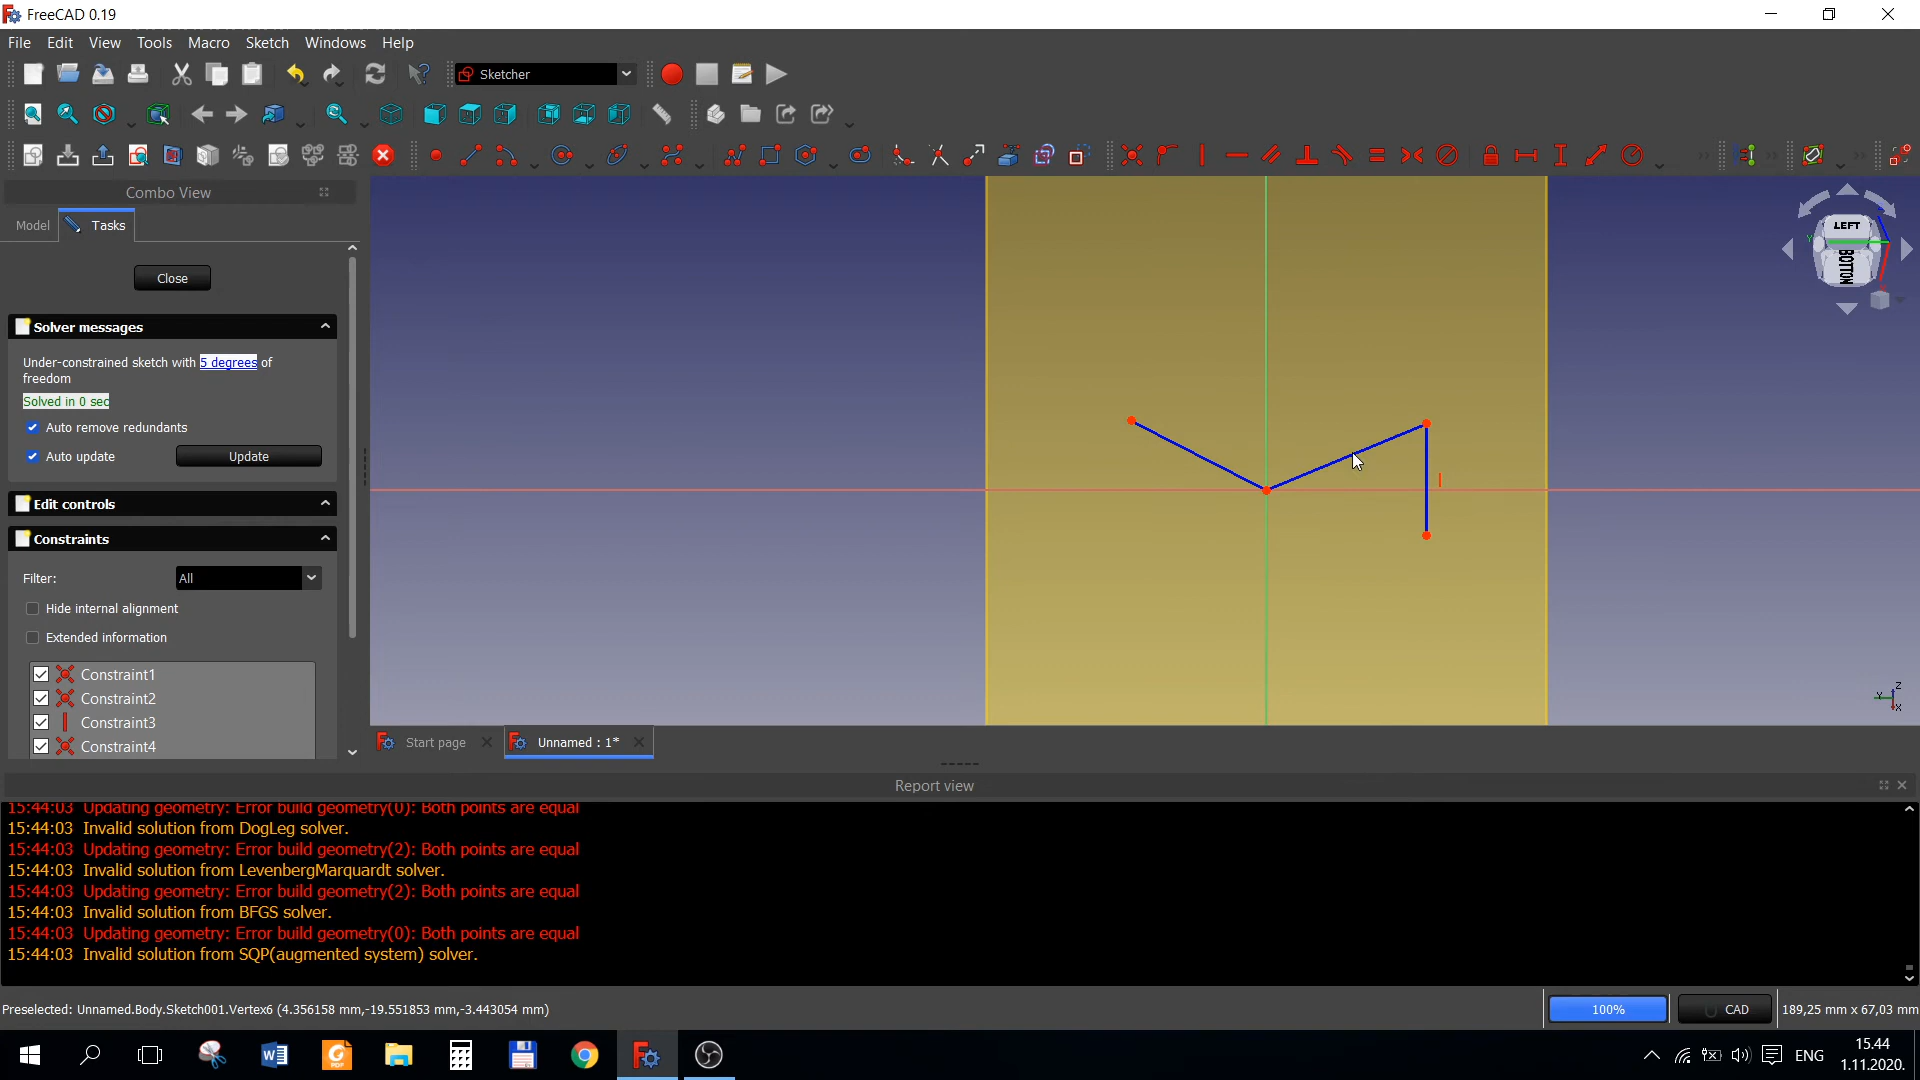 FreeCAD 0.19
File Edit View Tools Macro Sketch Windows Help
Sketcher
Combo View
Model Tasks
Close
Solver messages
Under-constrained sketch with 5 degrees of
freedom
Solved in 0 sec
Auto remove redundants
Auto update Update
Edit controls
Constraints
Filter: All
Hide internal alignment
Extended information
Constraint1
Constraint2
Constraint3
Constraint4
LEFT
BOTTOM
Y
Z
Y
X
Start page Unnamed : 1*
Report view
15:44:03 Updating geometry: Error build geometry(0): Both points are equal
15:44:03 Invalid solution from DogLeg solver.
15:44:03 Updating geometry: Error build geometry(2): Both points are equal
15:44:03 Invalid solution from LevenbergMarquardt solver.
15:44:03 Updating geometry: Error build geometry(2): Both points are equal
15:44:03 Invalid solution from BFGS solver.
15:44:03 Updating geometry: Error build geometry(0): Both points are equal
15:44:03 Invalid solution from SQP(augmented system) solver.
Preselected: Unnamed.Body.Sketch001.Vertex6 (4.356158 mm,-19.551853 mm,-3.443054 mm)
100% CAD 189,25 mm x 67,03 mm
ENG
15.44
1.11.2020.